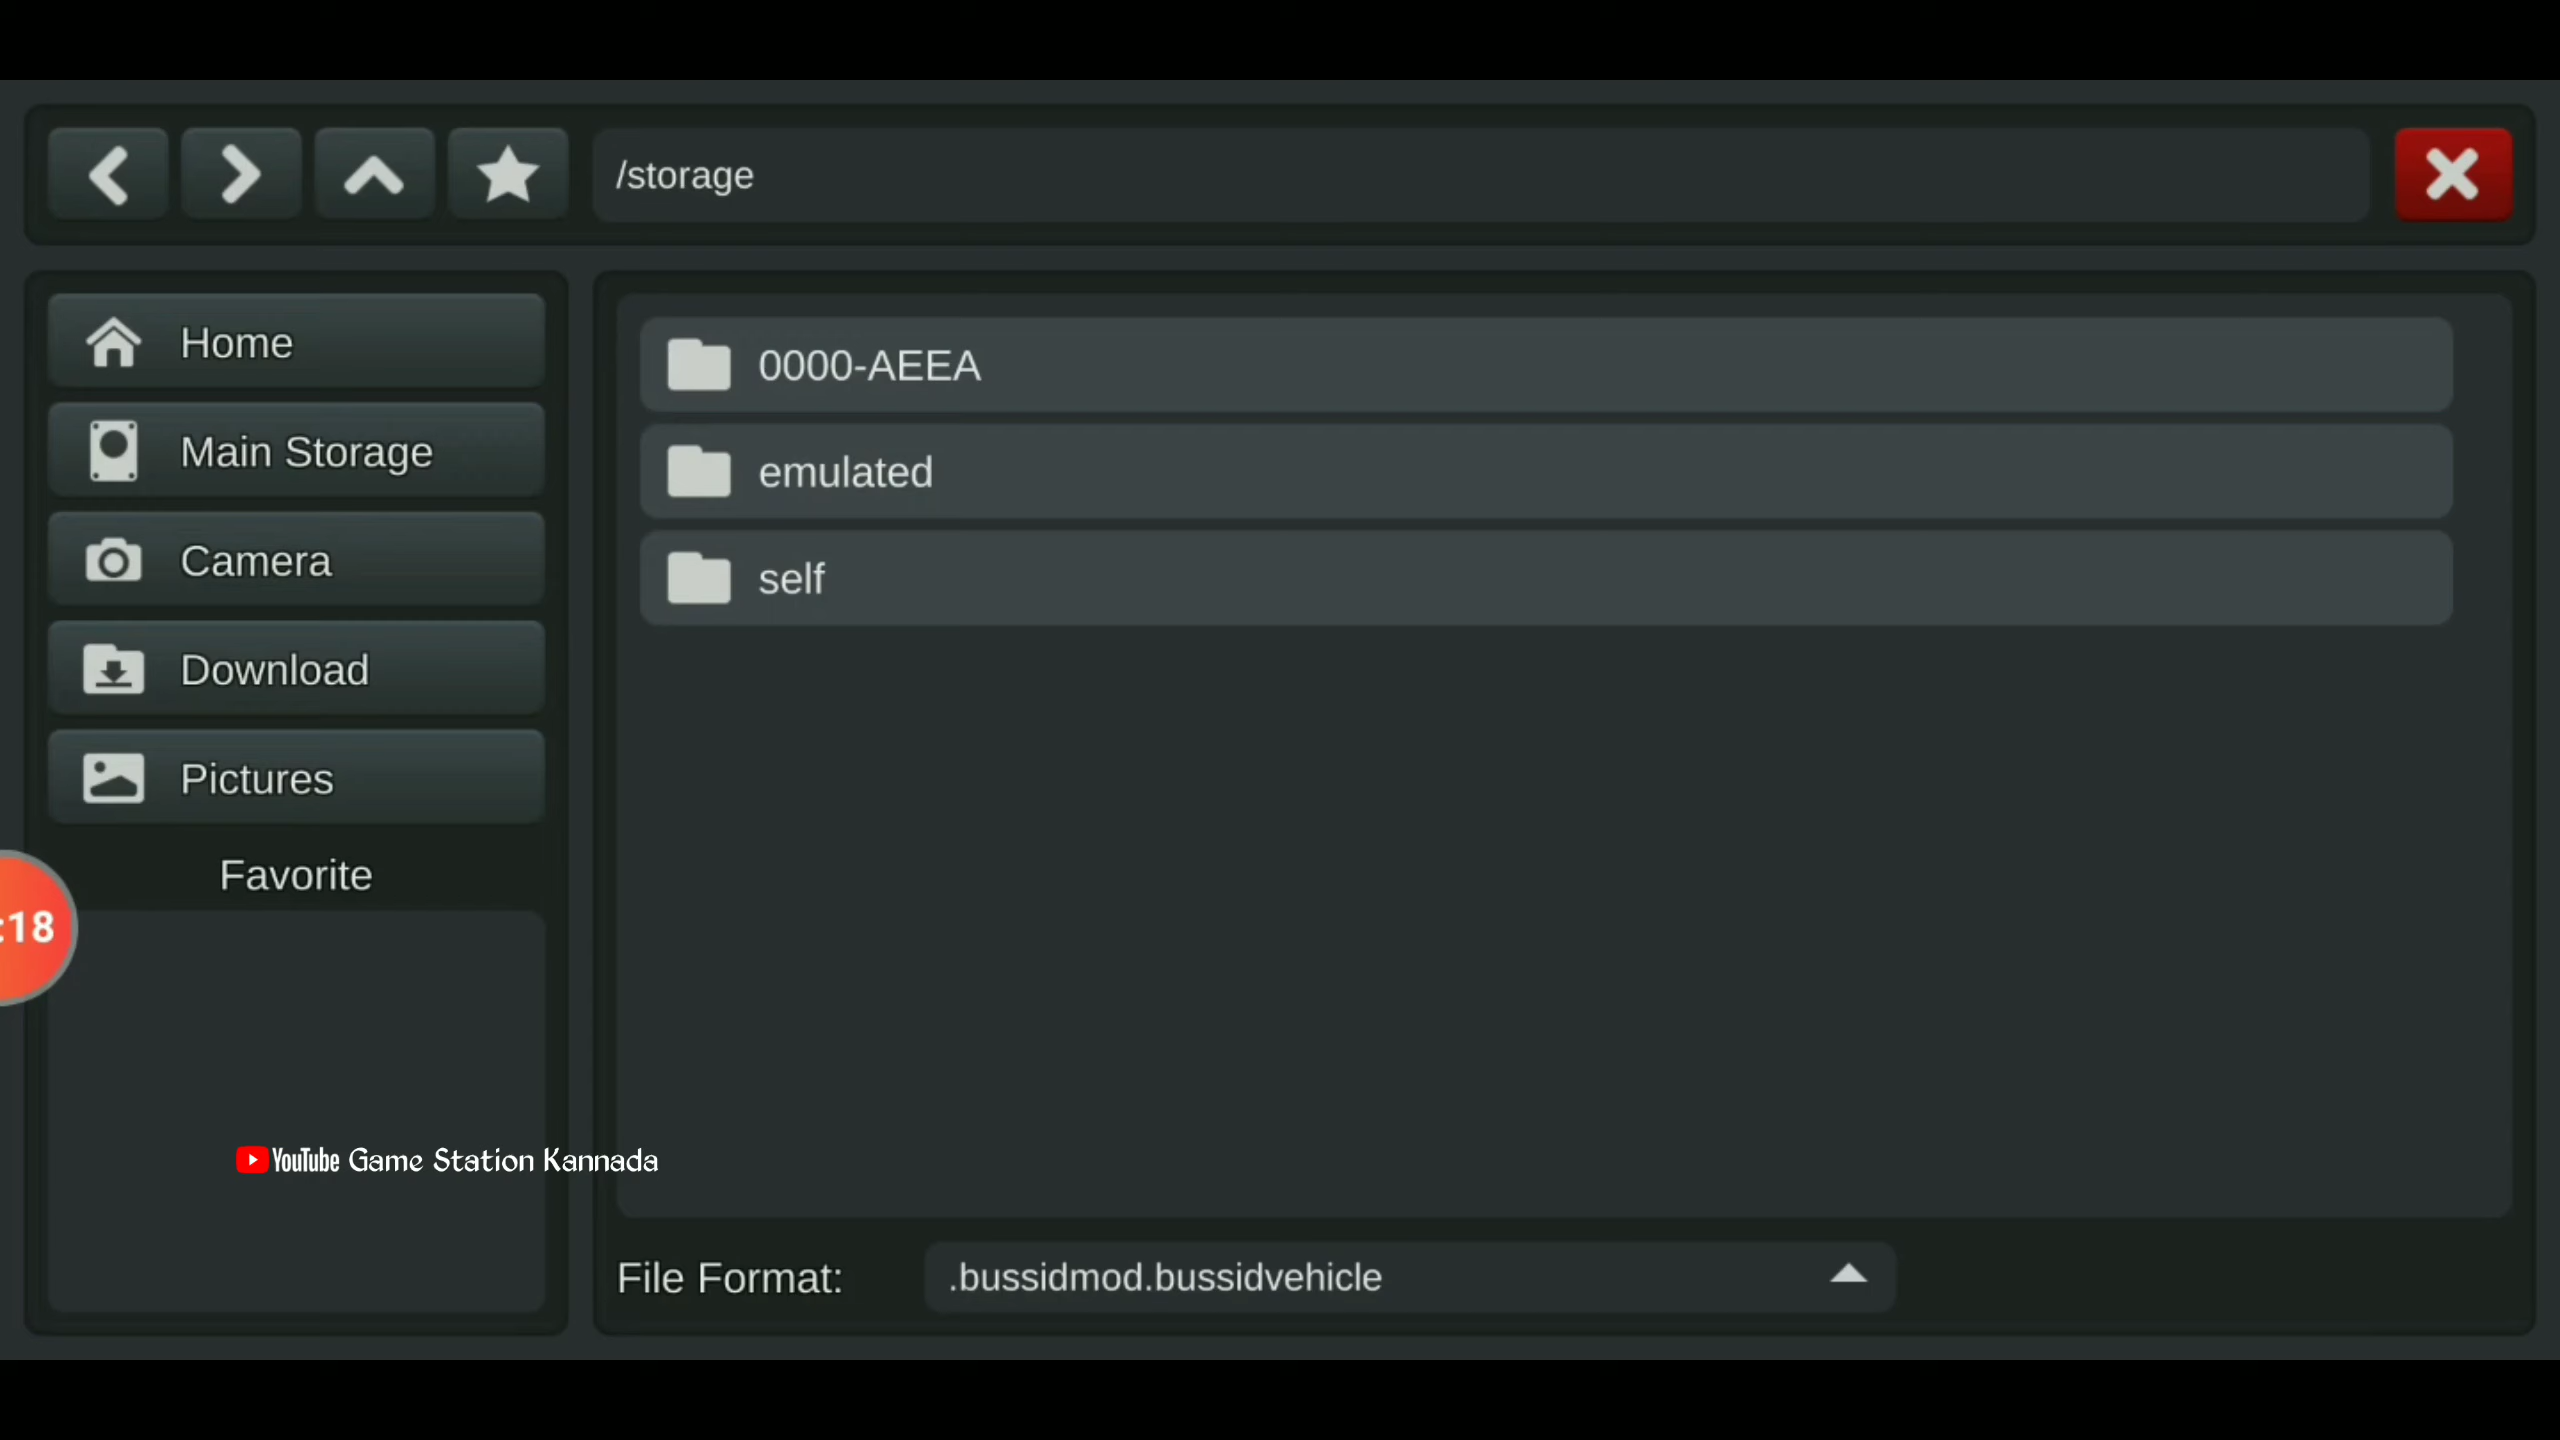 /storage
Home
Main Storage
Camera
Download
Pictures
Favorite
0000-AEEA
emulated
self
:18
YouTube Game Station Kannada
File Format: .bussidmod.bussidvehicle